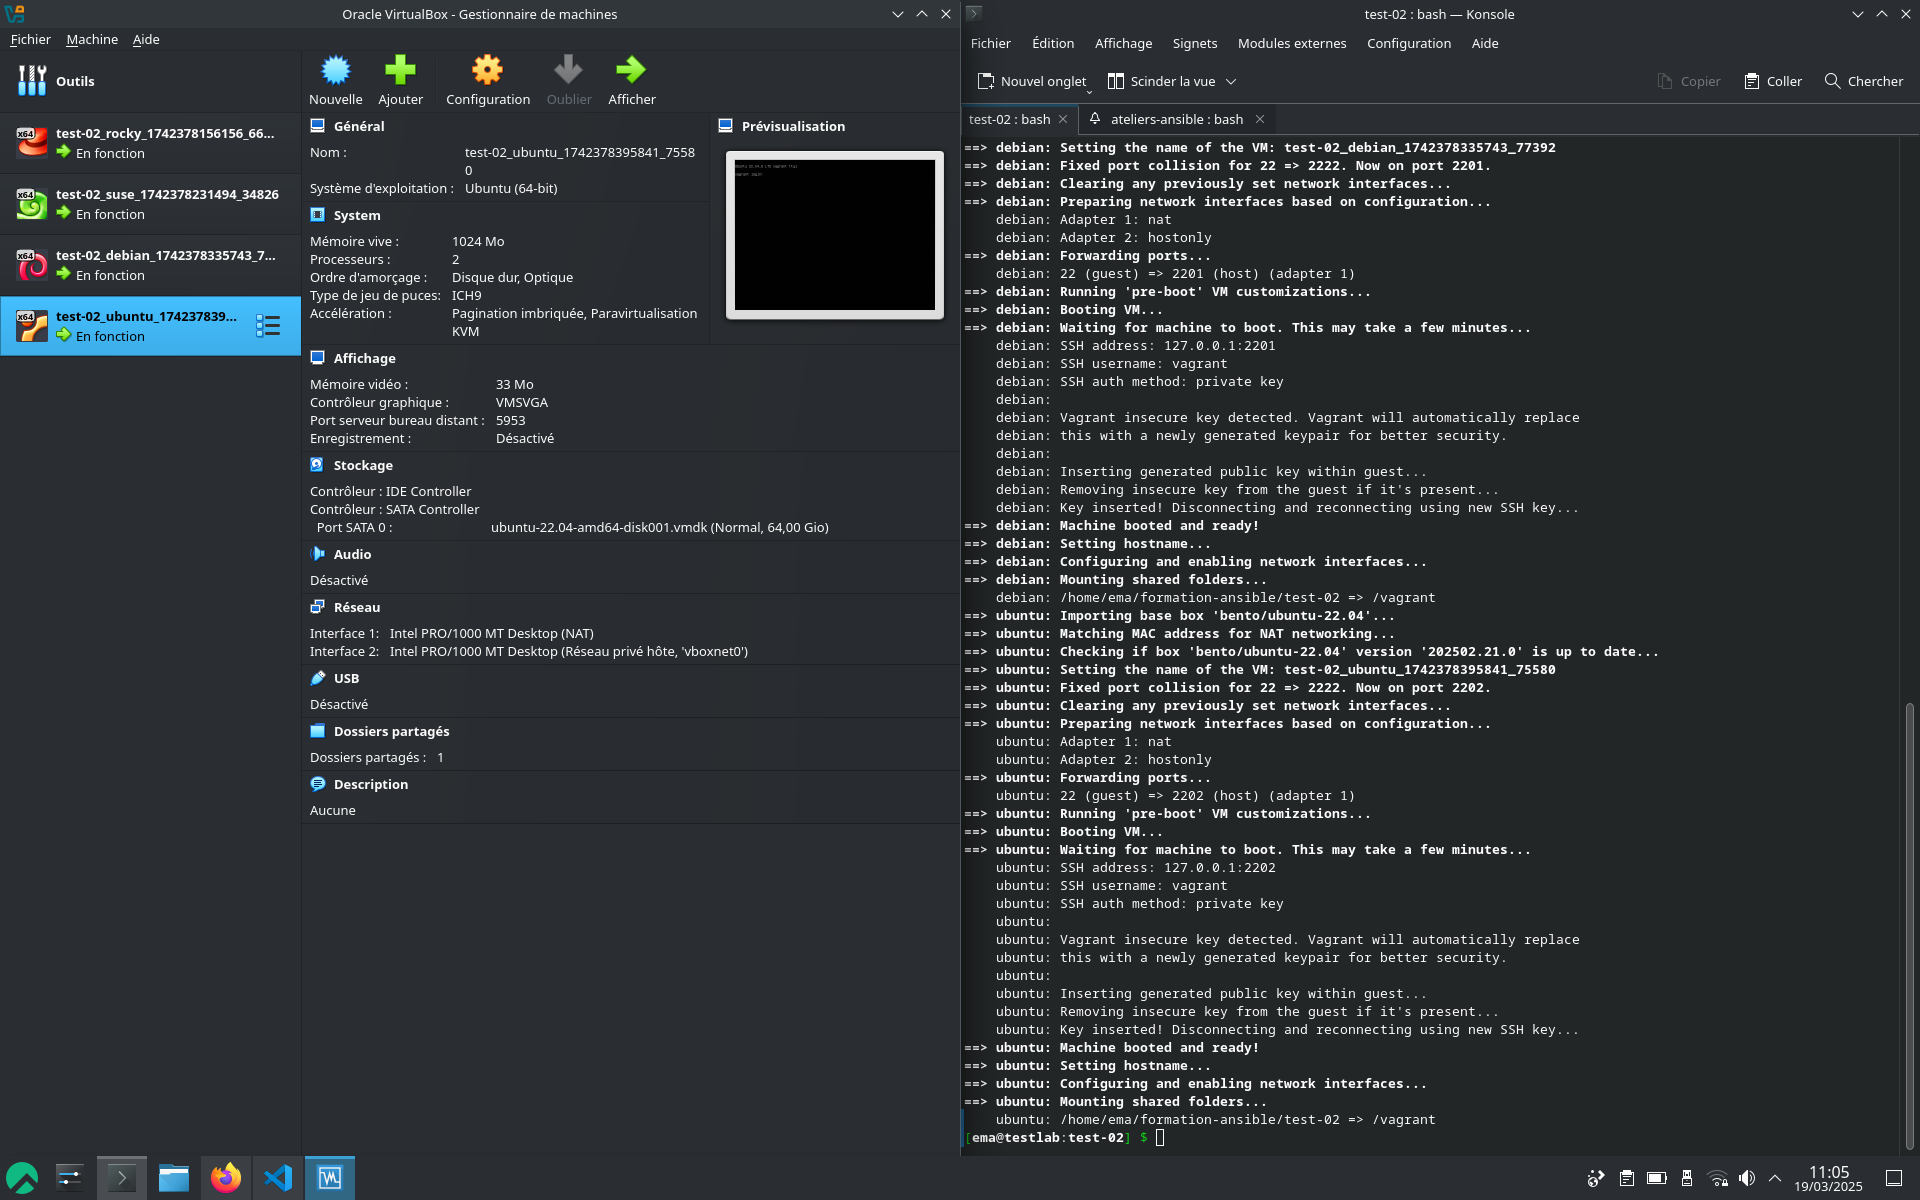 Oracle VirtualBox - Gestionnaire de machines
Fichier Machine Aide
Outils
Nouvelle Ajouter Configuration Oublier Afficher
x64
test-02_rocky_1742378156156_66...
En fonction
x64
test-02_suse_1742378231494_34826
En fonction
x64
test-02_debian_1742378335743_7...
En fonction
x64
test-02_ubuntu_174237839...
En fonction
Général
Nom : test-02_ubuntu_1742378395841_7558
0
Système d'exploitation : Ubuntu (64-bit)
Prévisualisation
System
Mémoire vive : 1024 Mo
Processeurs : 2
Ordre d'amorçage : Disque dur, Optique
Type de jeu de puces: ICH9
Accélération : Pagination imbriquée, Paravirtualisation
KVM
Affichage
Mémoire vidéo : 33 Mo
Contrôleur graphique : VMSVGA
Port serveur bureau distant : 5953
Enregistrement : Désactivé
Stockage
Contrôleur : IDE Controller
Contrôleur : SATA Controller
Port SATA 0 : ubuntu-22.04-amd64-disk001.vmdk (Normal, 64,00 Gio)
Audio
Désactivé
Réseau
Interface 1: Intel PRO/1000 MT Desktop (NAT)
Interface 2: Intel PRO/1000 MT Desktop (Réseau privé hôte, 'vboxnet0')
USB
Désactivé
Dossiers partagés
Dossiers partagés : 1
Description
Aucune
test-02 : bash — Konsole
Fichier Édition Affichage Signets Modules externes Configuration Aide
Nouvel onglet Scinder la vue Copier Coller Chercher
test-02 : bash ateliers-ansible : bash
==> debian: Setting the name of the VM: test-02_debian_1742378335743_77392
==> debian: Fixed port collision for 22 => 2222. Now on port 2201.
==> debian: Clearing any previously set network interfaces...
==> debian: Preparing network interfaces based on configuration...
debian: Adapter 1: nat
debian: Adapter 2: hostonly
==> debian: Forwarding ports...
debian: 22 (guest) => 2201 (host) (adapter 1)
==> debian: Running 'pre-boot' VM customizations...
==> debian: Booting VM...
==> debian: Waiting for machine to boot. This may take a few minutes...
debian: SSH address: 127.0.0.1:2201
debian: SSH username: vagrant
debian: SSH auth method: private key
debian:
debian: Vagrant insecure key detected. Vagrant will automatically replace
debian: this with a newly generated keypair for better security.
debian:
debian: Inserting generated public key within guest...
debian: Removing insecure key from the guest if it's present...
debian: Key inserted! Disconnecting and reconnecting using new SSH key...
==> debian: Machine booted and ready!
==> debian: Setting hostname...
==> debian: Configuring and enabling network interfaces...
==> debian: Mounting shared folders...
debian: /home/ema/formation-ansible/test-02 => /vagrant
==> ubuntu: Importing base box 'bento/ubuntu-22.04'...
==> ubuntu: Matching MAC address for NAT networking...
==> ubuntu: Checking if box 'bento/ubuntu-22.04' version '202502.21.0' is up to date...
==> ubuntu: Setting the name of the VM: test-02_ubuntu_1742378395841_75580
==> ubuntu: Fixed port collision for 22 => 2222. Now on port 2202.
==> ubuntu: Clearing any previously set network interfaces...
==> ubuntu: Preparing network interfaces based on configuration...
ubuntu: Adapter 1: nat
ubuntu: Adapter 2: hostonly
==> ubuntu: Forwarding ports...
ubuntu: 22 (guest) => 2202 (host) (adapter 1)
==> ubuntu: Running 'pre-boot' VM customizations...
==> ubuntu: Booting VM...
==> ubuntu: Waiting for machine to boot. This may take a few minutes...
ubuntu: SSH address: 127.0.0.1:2202
ubuntu: SSH username: vagrant
ubuntu: SSH auth method: private key
ubuntu:
ubuntu: Vagrant insecure key detected. Vagrant will automatically replace
ubuntu: this with a newly generated keypair for better security.
ubuntu:
ubuntu: Inserting generated public key within guest...
ubuntu: Removing insecure key from the guest if it's present...
ubuntu: Key inserted! Disconnecting and reconnecting using new SSH key...
==> ubuntu: Machine booted and ready!
==> ubuntu: Setting hostname...
==> ubuntu: Configuring and enabling network interfaces...
==> ubuntu: Mounting shared folders...
ubuntu: /home/ema/formation-ansible/test-02 => /vagrant
[ema@testlab:test-02] $
11:05
19/03/2025